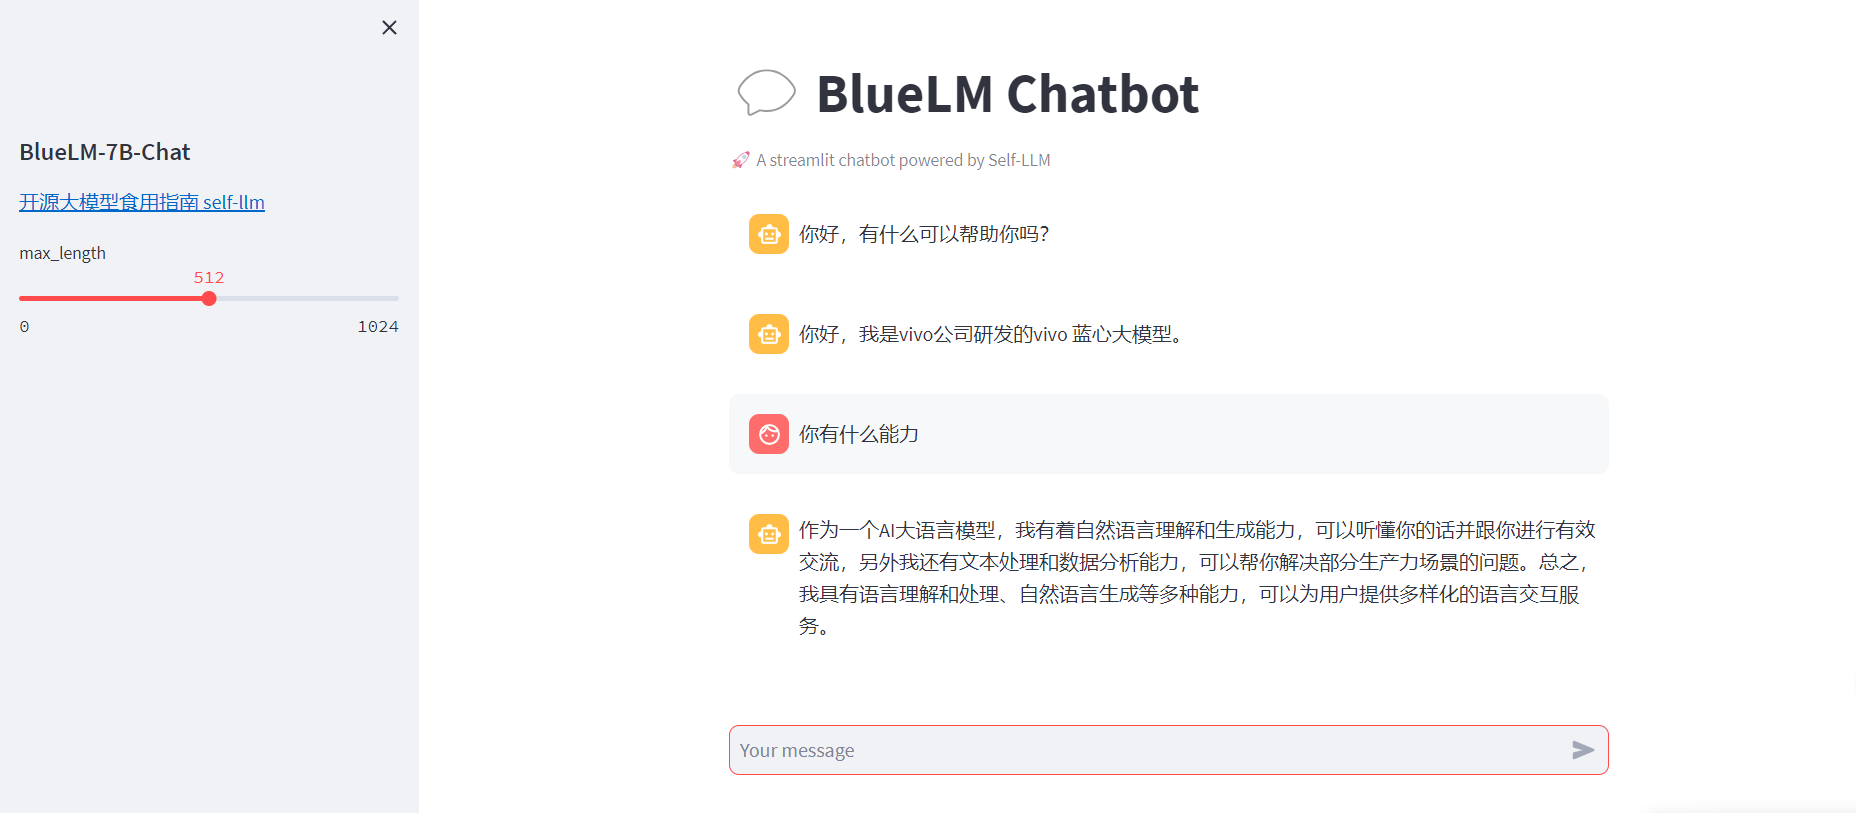 BlueLM-7B-Chat
开源大模型食用指南 self-llm
max_length
512
0 1024
BlueLM Chatbot
A streamlit chatbot powered by Self-LLM
你好，有什么可以帮助你吗？
你好，我是vivo公司研发的vivo 蓝心大模型。
你有什么能力
作为一个AI大语言模型，我有着自然语言理解和生成能力，可以听懂你的话并跟你进行有效
交流，另外我还有文本处理和数据分析能力，可以帮你解决部分生产力场景的问题。总之，
我具有语言理解和处理、自然语言生成等多种能力，可以为用户提供多样化的语言交互服
务。
Your message